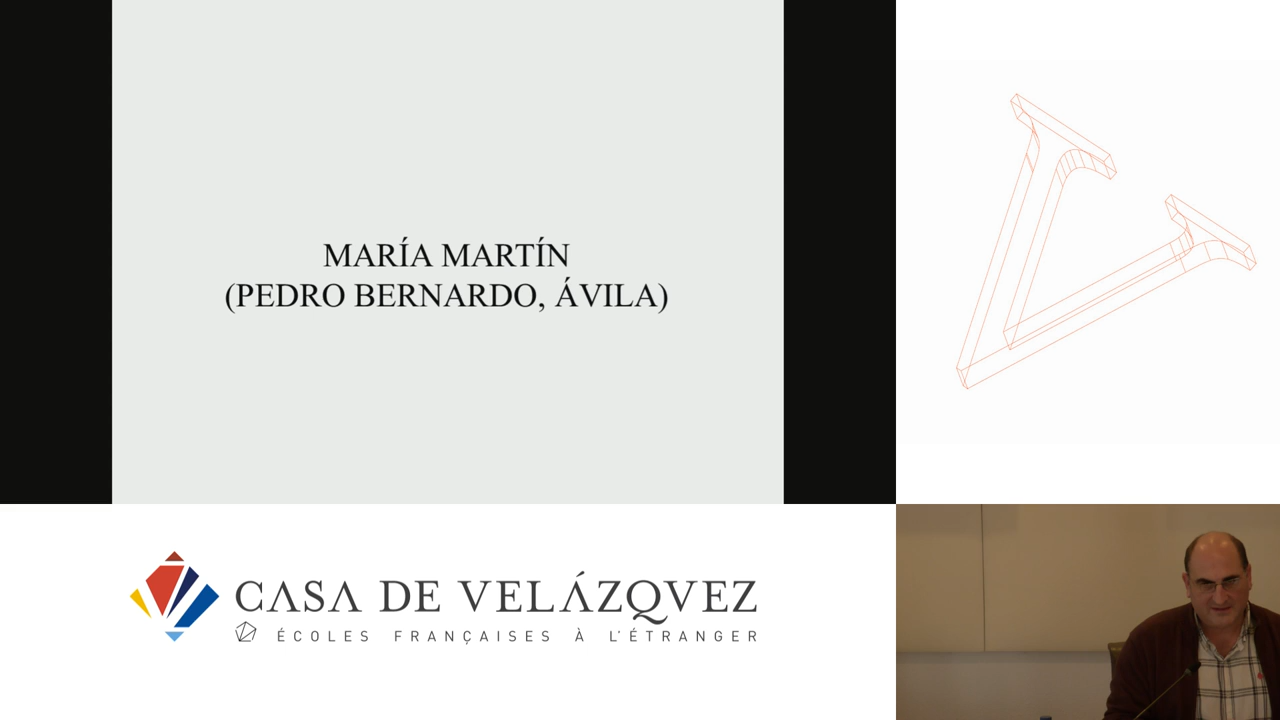 MARÍA MARTÍN
(PEDRO BERNARDO, ÁVILA)
CASA DE VELÁZQVEZ
ÉCOLES FRANÇAISES À L'ÉTRANGER